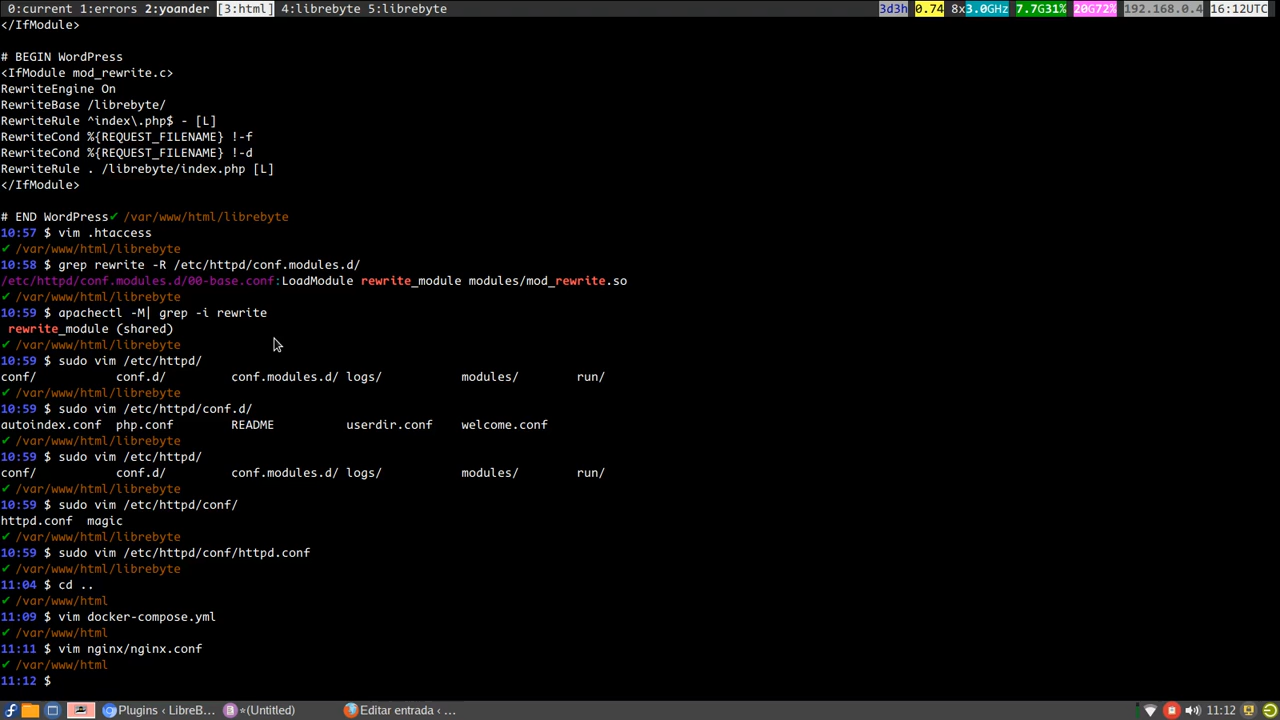 0:current 1:errors 2:yoander [3:html] 4:librebyte 5:librebyte 3d3h 0.74 8x3.0GHz 7.7G31% 20G72% 192.168.0.4 16:12UTC
</IfModule>
# BEGIN WordPress
<IfModule mod_rewrite.c>
RewriteEngine On
RewriteBase /librebyte/
RewriteRule ^index\.php$ - [L]
RewriteCond %{REQUEST_FILENAME} !-f
RewriteCond %{REQUEST_FILENAME} !-d
RewriteRule . /librebyte/index.php [L]
</IfModule>
# END WordPress✔ /var/www/html/librebyte
10:57 $ vim .htaccess
✔ /var/www/html/librebyte
10:58 $ grep rewrite -R /etc/httpd/conf.modules.d/
/etc/httpd/conf.modules.d/00-base.conf:LoadModule rewrite_module modules/mod_rewrite.so
✔ /var/www/html/librebyte
10:59 $ apachectl -M| grep -i rewrite
rewrite_module (shared)
✔ /var/www/html/librebyte
10:59 $ sudo vim /etc/httpd/
conf/ conf.d/ conf.modules.d/ logs/ modules/ run/
✔ /var/www/html/librebyte
10:59 $ sudo vim /etc/httpd/conf.d/
autoindex.conf php.conf README userdir.conf welcome.conf
✔ /var/www/html/librebyte
10:59 $ sudo vim /etc/httpd/
conf/ conf.d/ conf.modules.d/ logs/ modules/ run/
✔ /var/www/html/librebyte
10:59 $ sudo vim /etc/httpd/conf/
httpd.conf magic
✔ /var/www/html/librebyte
10:59 $ sudo vim /etc/httpd/conf/httpd.conf
✔ /var/www/html/librebyte
11:04 $ cd ..
✔ /var/www/html
11:09 $ vim docker-compose.yml
✔ /var/www/html
11:11 $ vim nginx/nginx.conf
✔ /var/www/html
11:12 $
Plugins ‹ LibreB... *(Untitled) Editar entrada ‹ ... 11:12